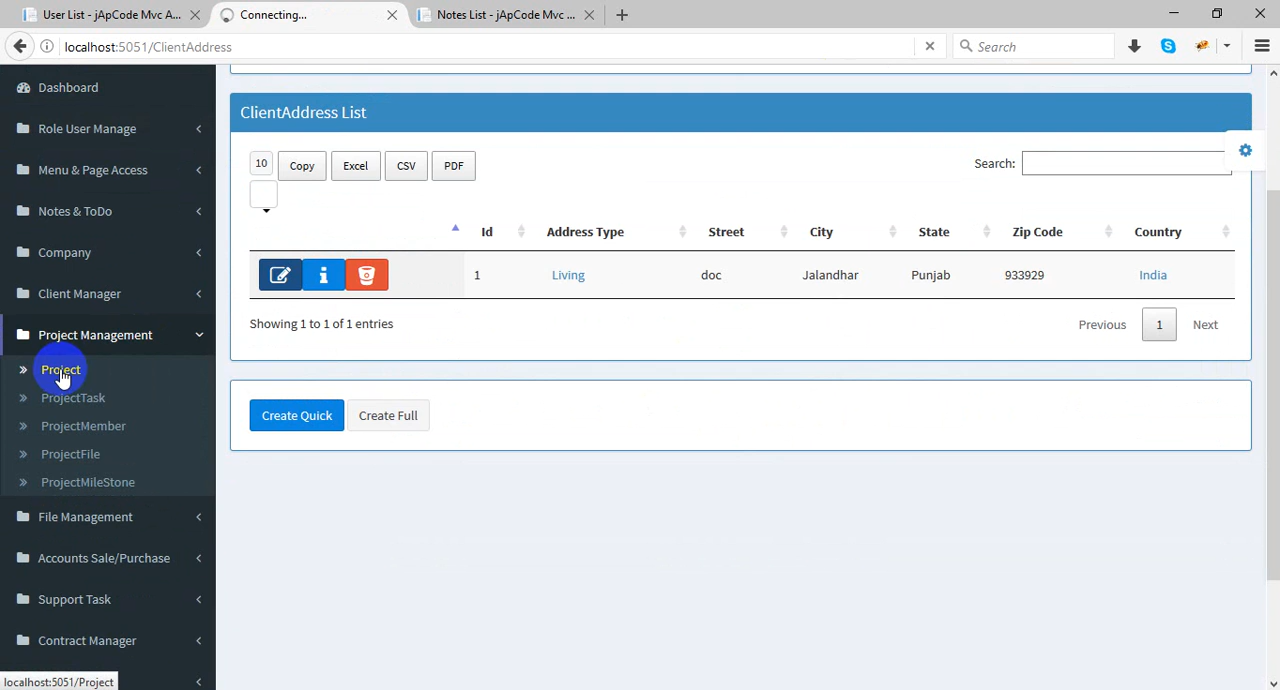 User List - jApCode Mvc A...
Connecting...
Notes List - jApCode Mvc ...
localhost:5051/ClientAddress
Search
Dashboard
Role User Manage
Menu & Page Access
Notes & ToDo
Company
Client Manager
Project Management
Project
ProjectTask
ProjectMember
ProjectFile
ProjectMileStone
File Management
Accounts Sale/Purchase
Support Task
Contract Manager
localhost:5051/Project
ClientAddress List
10 Copy Excel CSV PDF Search:
Id Address Type Street City State Zip Code Country
1 Living doc Jalandhar Punjab 933929 India
Showing 1 to 1 of 1 entries Previous 1 Next
Create Quick Create Full